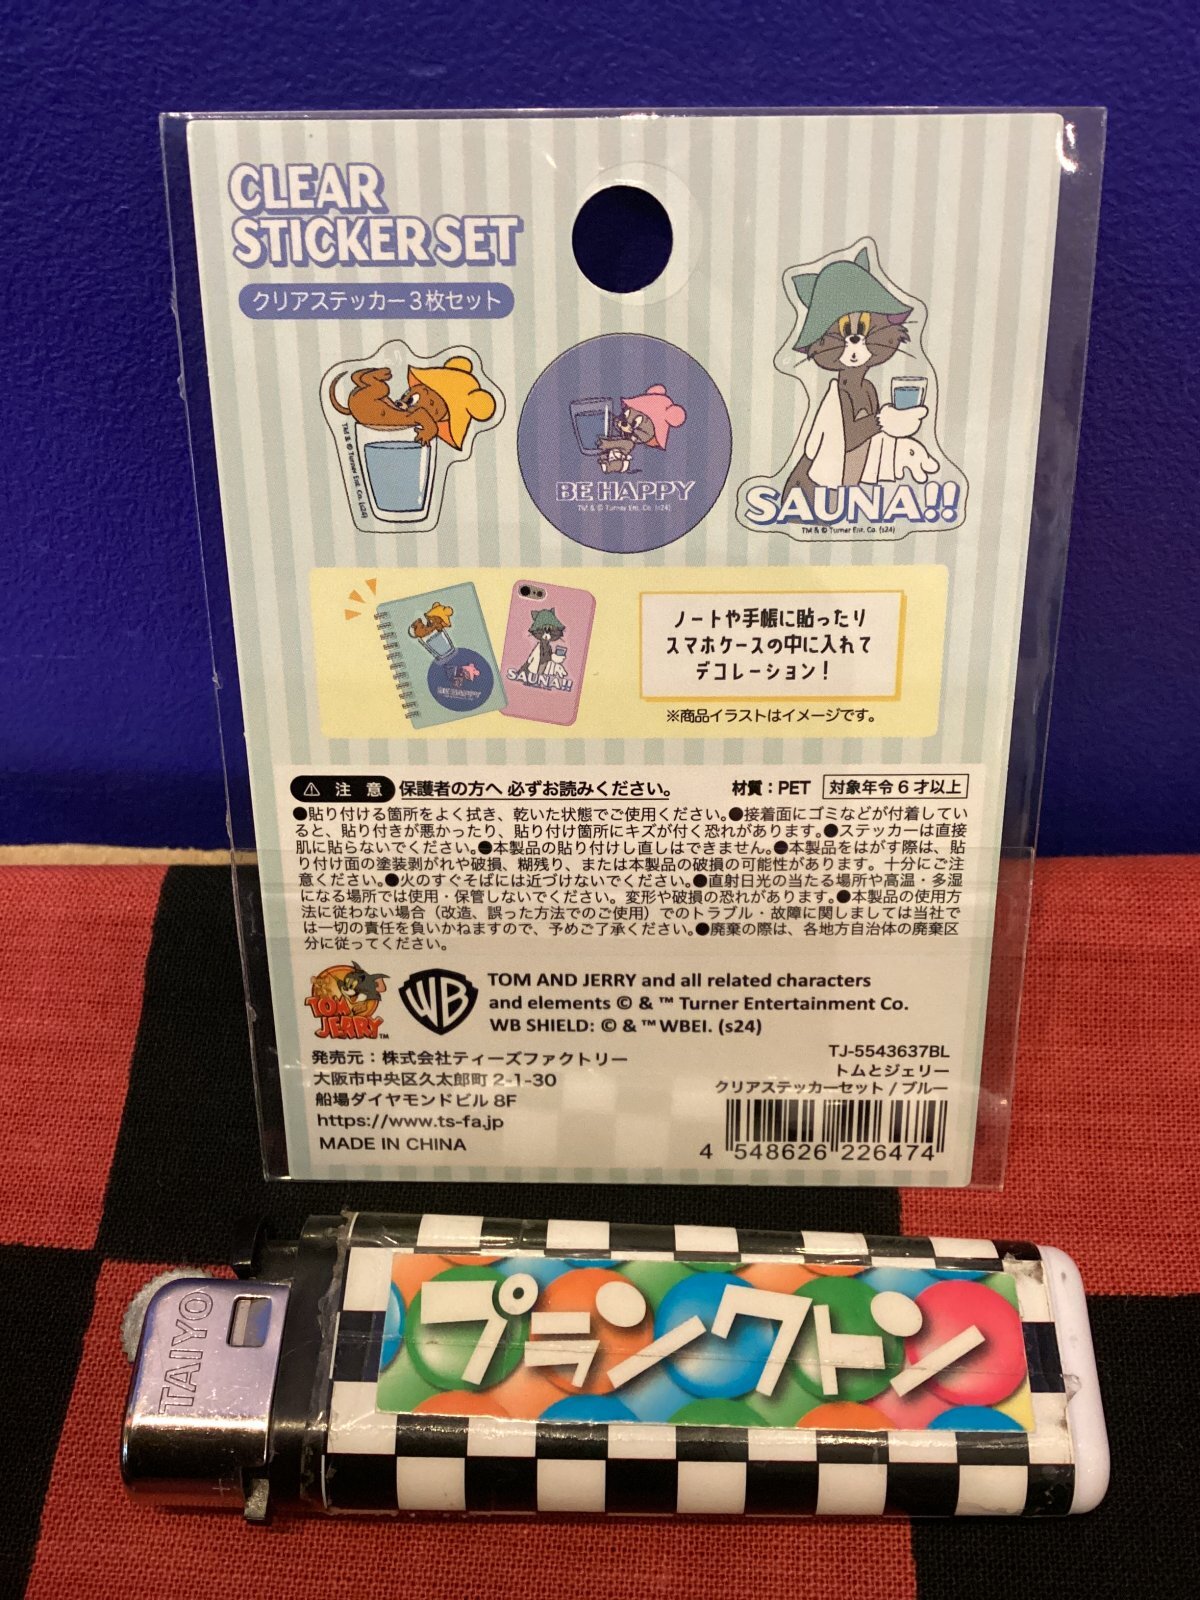 CLEAR
STICKER SET
クリアステッカー3枚セット
TM & © Turner Ent. Co. (s24)
BE HAPPY
TM & © Turner Ent. Co. (s24)
SAUNA!!
TM & © Turner Ent. Co. (s24)
BE HAPPY
SAUNA!!
ノートや手帳に貼ったり
スマホケースの中に入れて
デコレーション！
※商品イラストはイメージです。
⚠ 注意 保護者の方へ 必ずお読みください。 材質：PET 対象年令6才以上
●貼り付ける箇所をよく拭き、乾いた状態でご使用ください。●接着面にゴミなどが付着してい
ると、貼り付きが悪かったり、貼り付け箇所にキズが付く恐れがあります。●ステッカーは直接
肌に貼らないでください。●本製品の貼り付けし直しはできません。●本製品をはがす際は、貼
り付け面の塗装剥がれや破損、糊残り、または本製品の破損の可能性があります。十分にご注
意ください。●火のすぐそばには近づけないでください。●直射日光の当たる場所や高温・多湿
になる場所では使用・保管しないでください。変形や破損の恐れがあります。●本製品の使用方
法に従わない場合（改造、誤った方法でのご使用）でのトラブル・故障に関しましては当社で
は一切の責任を負いかねますので、予めご了承ください。●廃棄の際は、各地方自治体の廃棄区
分に従ってください。
TOM AND JERRY™
WB
TOM AND JERRY and all related characters
and elements © & ™ Turner Entertainment Co.
WB SHIELD: © & ™ WBEI. (s24)
発売元：株式会社ティーズファクトリー
大阪市中央区久太郎町 2-1-30
船場ダイヤモンドビル 8F
https://www.ts-fa.jp
MADE IN CHINA
TJ-5543637BL
トムとジェリー
クリアステッカーセット / ブルー
4 548626 226474
TAIYO
プランクトン